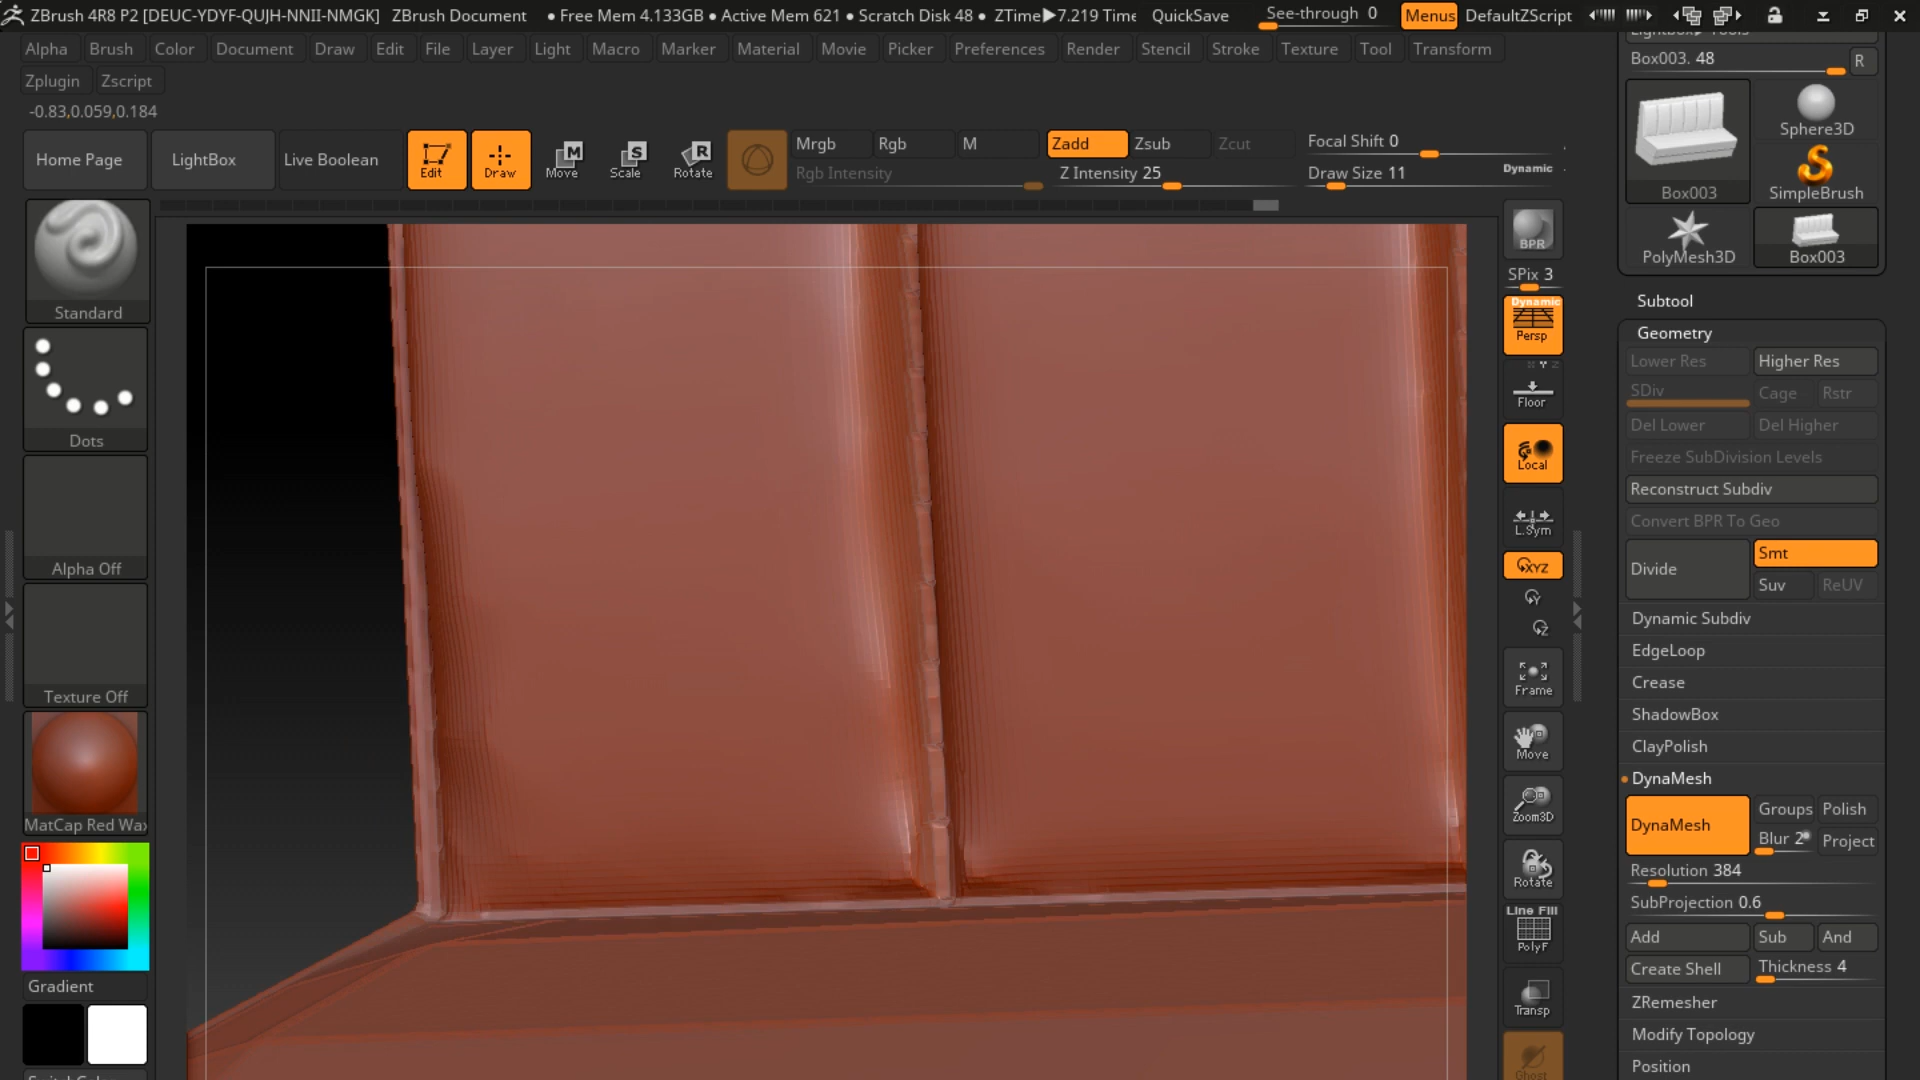 ZBrush 4R8 P2 [DEUC-YDYF-QUJH-NNII-NMGK] ZBrush Document • Free Mem 4.133GB • Active Mem 621 • Scratch Disk 48 • ZTime▶7.219 Time QuickSave See-through 0 Menus DefaultZScript
Alpha Brush Color Document Draw Edit File Layer Light Macro Marker Material Movie Picker Preferences Render Stencil Stroke Surface Texture Tool Transform
Zplugin Zscript
-0.83,0.059,0.184
Home Page LightBox Live Boolean Edit Draw Move Scale Rotate
M S R
Mrgb Rgb M Zadd Zsub Zcut Focal Shift 0
Rgb Intensity Z Intensity 25 Draw Size 11 Dynamic
Standard
Dots
Alpha Off
Texture Off
MatCap Red Wax
Gradient
BPR
SPix 3
Dynamic
Persp
Floor
Local
L.Sym
XYZ
Y
Z
Frame
Move
Zoom3D
Rotate
Line Fill
PolyF
Transp
Ghost
Box003. 48 R
Box003
Sphere3D
SimpleBrush
PolyMesh3D
Box003
Subtool
Geometry
Lower Res Higher Res
SDiv Cage Rstr
Del Lower Del Higher
Freeze SubDivision Levels
Reconstruct Subdiv
Convert BPR To Geo
Divide Smt
Suv ReUV
Dynamic Subdiv
EdgeLoop
Crease
ShadowBox
ClayPolish
DynaMesh
DynaMesh Groups Polish
Blur 2 Project
Resolution 384
SubProjection 0.6
Add Sub And
Create Shell Thickness 4
ZRemesher
Modify Topology
Position